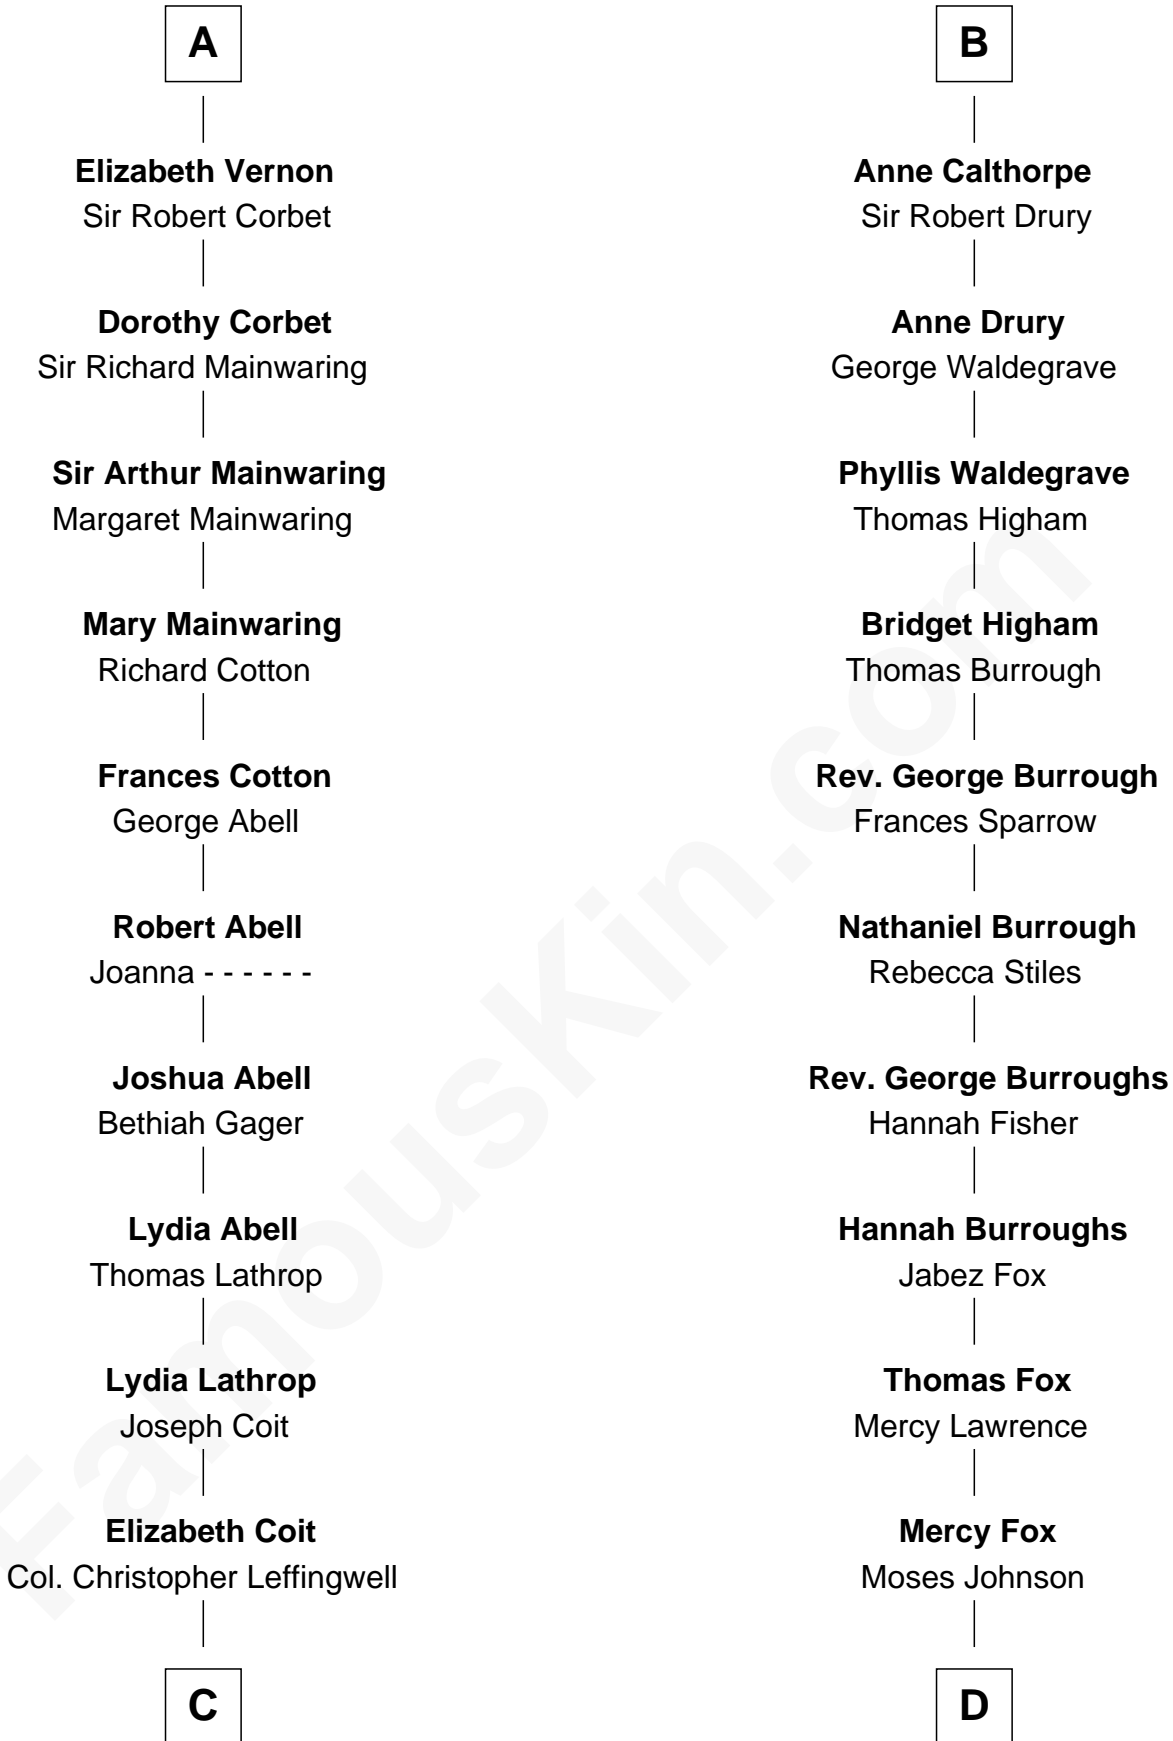 A
Elizabeth Vernon
Sir Robert Corbet
Dorothy Corbet
Sir Richard Mainwaring
Sir Arthur Mainwaring
Margaret Mainwaring
Mary Mainwaring
Richard Cotton
Frances Cotton
George Abell
Robert Abell
Joanna - - - - - -
Joshua Abell
Bethiah Gager
Lydia Abell
Thomas Lathrop
Lydia Lathrop
Joseph Coit
Elizabeth Coit
Col. Christopher Leffingwell
C
B
Anne Calthorpe
Sir Robert Drury
Anne Drury
George Waldegrave
Phyllis Waldegrave
Thomas Higham
Bridget Higham
Thomas Burrough
Rev. George Burrough
Frances Sparrow
Nathaniel Burrough
Rebecca Stiles
Rev. George Burroughs
Hannah Fisher
Hannah Burroughs
Jabez Fox
Thomas Fox
Mercy Lawrence
Mercy Fox
Moses Johnson
D
FamousKin.com